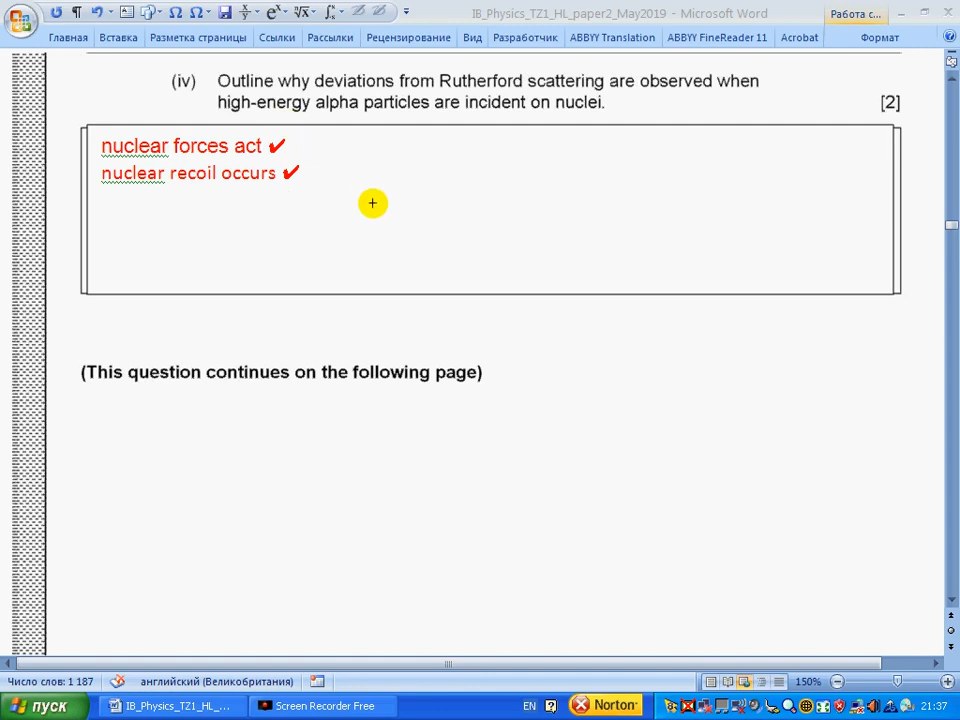 IB_Physics_TZ1_HL_paper2_May2019 - Microsoft Word
Работа с...
Главная Вставка Разметка страницы Ссылки Рассылки Рецензирование Вид Разработчик ABBYY Translation ABBYY FineReader 11 Acrobat Формат
(iv) Outline why deviations from Rutherford scattering are observed when
high-energy alpha particles are incident on nuclei. [2]
nuclear forces act ✔
nuclear recoil occurs ✔
(This question continues on the following page)
Число слов: 1 187 английский (Великобритания) 150%
пуск IB_Physics_TZ1_HL_... Screen Recorder Free EN Norton 21:37